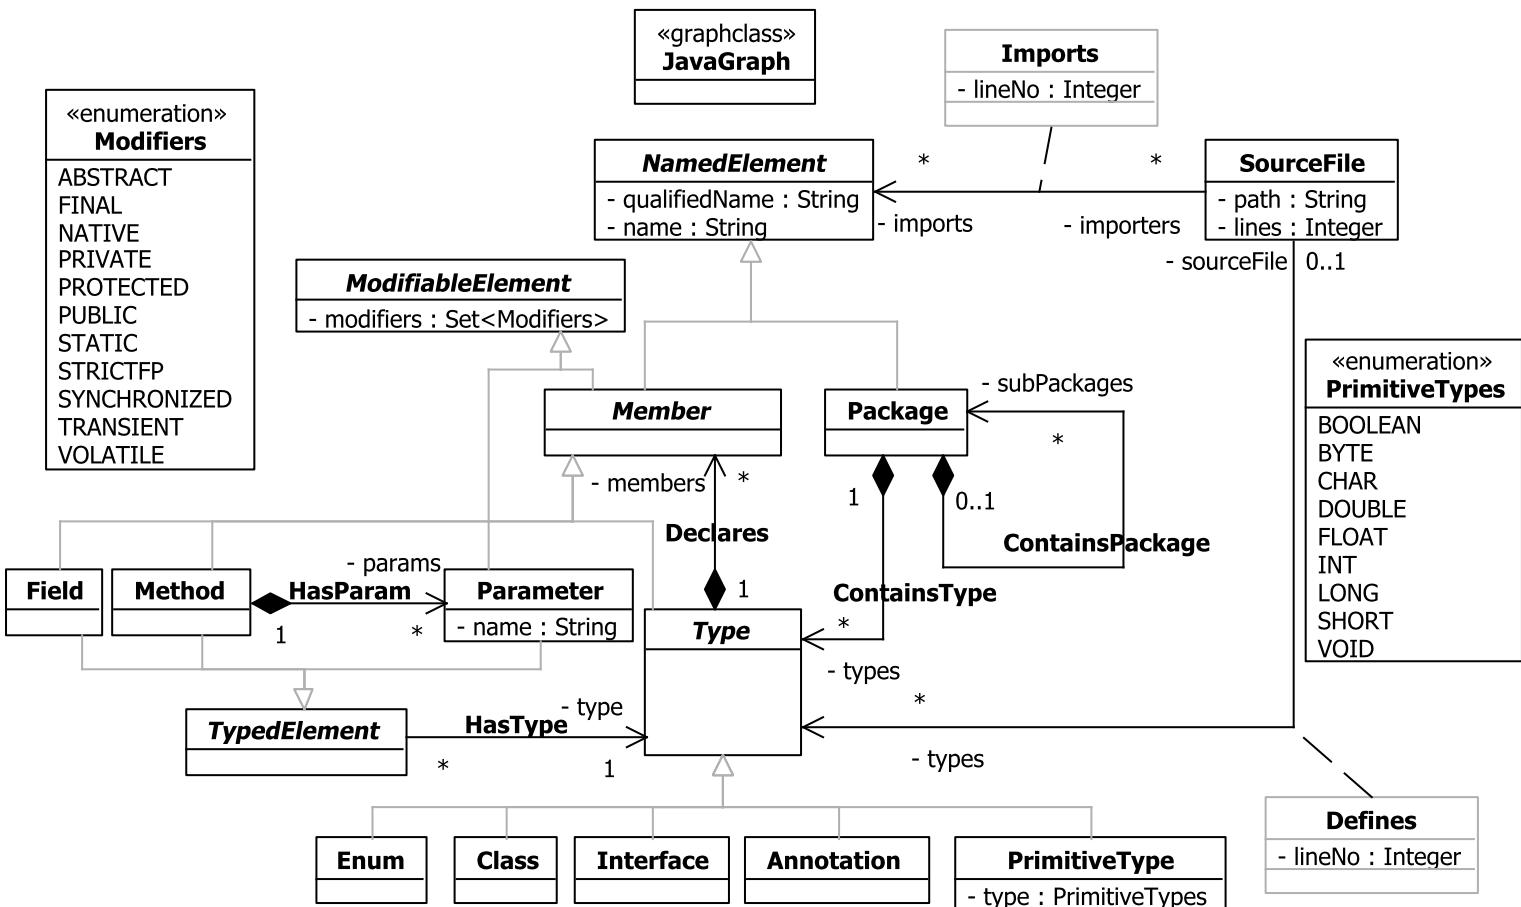 «graphclass»
JavaGraph
Imports
- lineNo : Integer
«enumeration»
Modifiers
ABSTRACT
FINAL
NATIVE
PRIVATE
PROTECTED
PUBLIC
STATIC
STRICTFP
SYNCHRONIZED
TRANSIENT
VOLATILE
NamedElement
- qualifiedName : String
- name : String
*
*
- imports
- importers
SourceFile
- path : String
- lines : Integer
- sourceFile
0..1
ModifiableElement
- modifiers : Set<Modifiers>
«enumeration»
PrimitiveTypes
BOOLEAN
BYTE
CHAR
DOUBLE
FLOAT
INT
LONG
SHORT
VOID
Member
Package
- subPackages
*
- members
*
1
0..1
Declares
ContainsPackage
- params
Field
Method
HasParam
1
*
Parameter
- name : String
1
ContainsType
*
Type
- types
*
- type
TypedElement
HasType
*
1
- types
Enum
Class
Interface
Annotation
PrimitiveType
- type : PrimitiveTypes
Defines
- lineNo : Integer